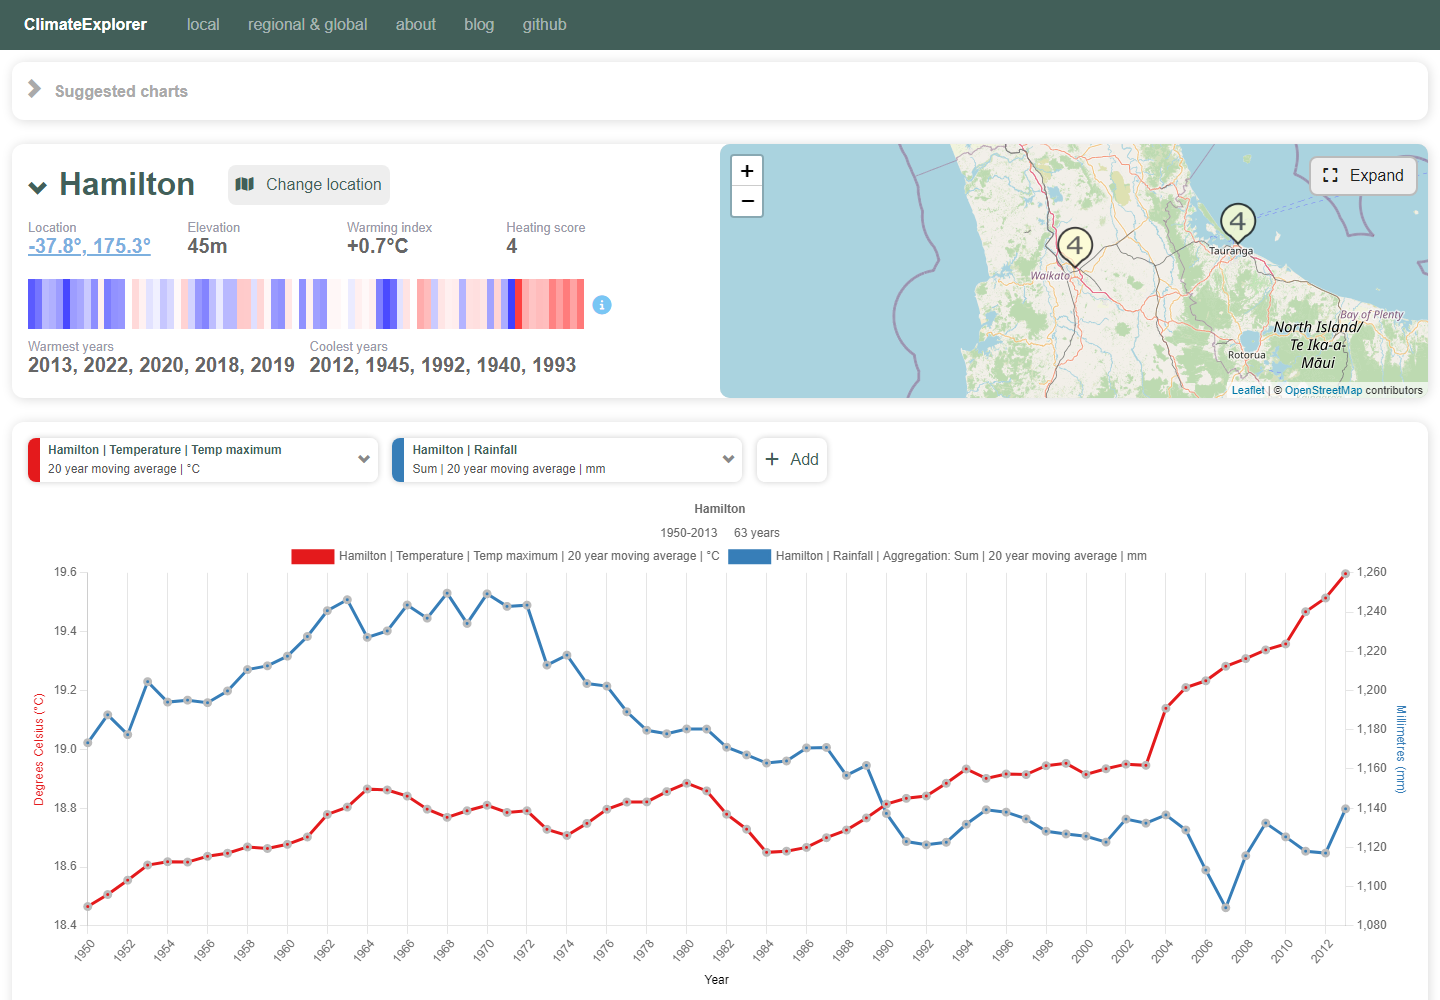 ClimateExplorer local regional & global about blog github
Suggested charts
Hamilton Change location
Location Elevation Warming index Heating score
-37.8°, 175.3° 45m +0.7°C 4
Warmest years Coolest years
2013, 2022, 2020, 2018, 2019 2012, 1945, 1992, 1940, 1993
+
−
Expand
4
4
Tauranga
Waikato
Bay of Plenty
North Island/
Te Ika-a-
Māui
Rotorua
Leaflet | © OpenStreetMap contributors
Hamilton | Temperature | Temp maximum
20 year moving average | °C
Hamilton | Rainfall
Sum | 20 year moving average | mm
+ Add
Hamilton
1950-2013 63 years
Hamilton | Temperature | Temp maximum | 20 year moving average | °C Hamilton | Rainfall | Aggregation: Sum | 20 year moving average | mm
19.6
19.4
19.2
19.0
18.8
18.6
18.4
Degrees Celsius (°C)
1,260
1,240
1,220
1,200
1,180
1,160
1,140
1,120
1,100
1,080
Millimetres (mm)
1950 1952 1954 1956 1958 1960 1962 1964 1966 1968 1970 1972 1974 1976 1978 1980 1982 1984 1986 1988 1990 1992 1994 1996 1998 2000 2002 2004 2006 2008 2010 2012
Year